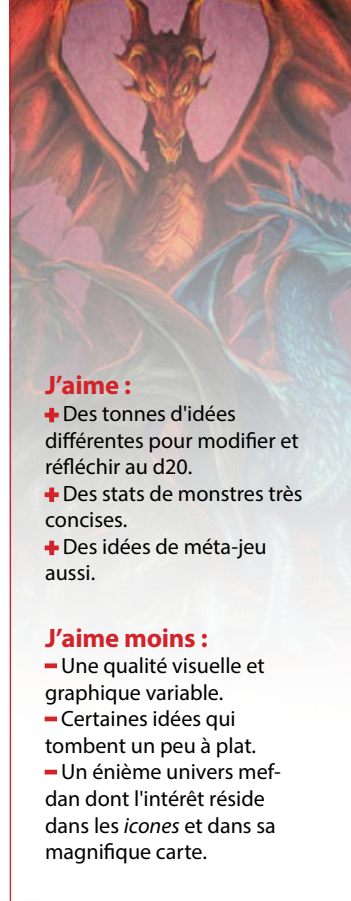 J’aime :
+ Des tonnes d'idées
différentes pour modifier et
réfléchir au d20.
+ Des stats de monstres très
concises.
+ Des idées de méta-jeu
aussi.
J’aime moins :
– Une qualité visuelle et
graphique variable.
– Certaines idées qui
tombent un peu à plat.
– Un énième univers mef-
dan dont l'intérêt réside
dans les icones et dans sa
magnifique carte.